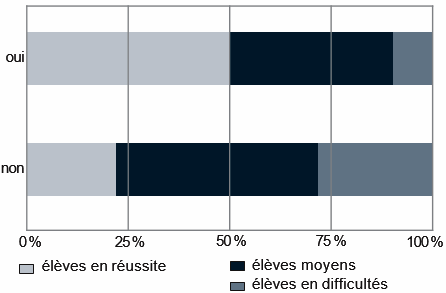 oui
non
0% 25% 50% 75% 100%
élèves en réussite
élèves moyens
élèves en difficultés